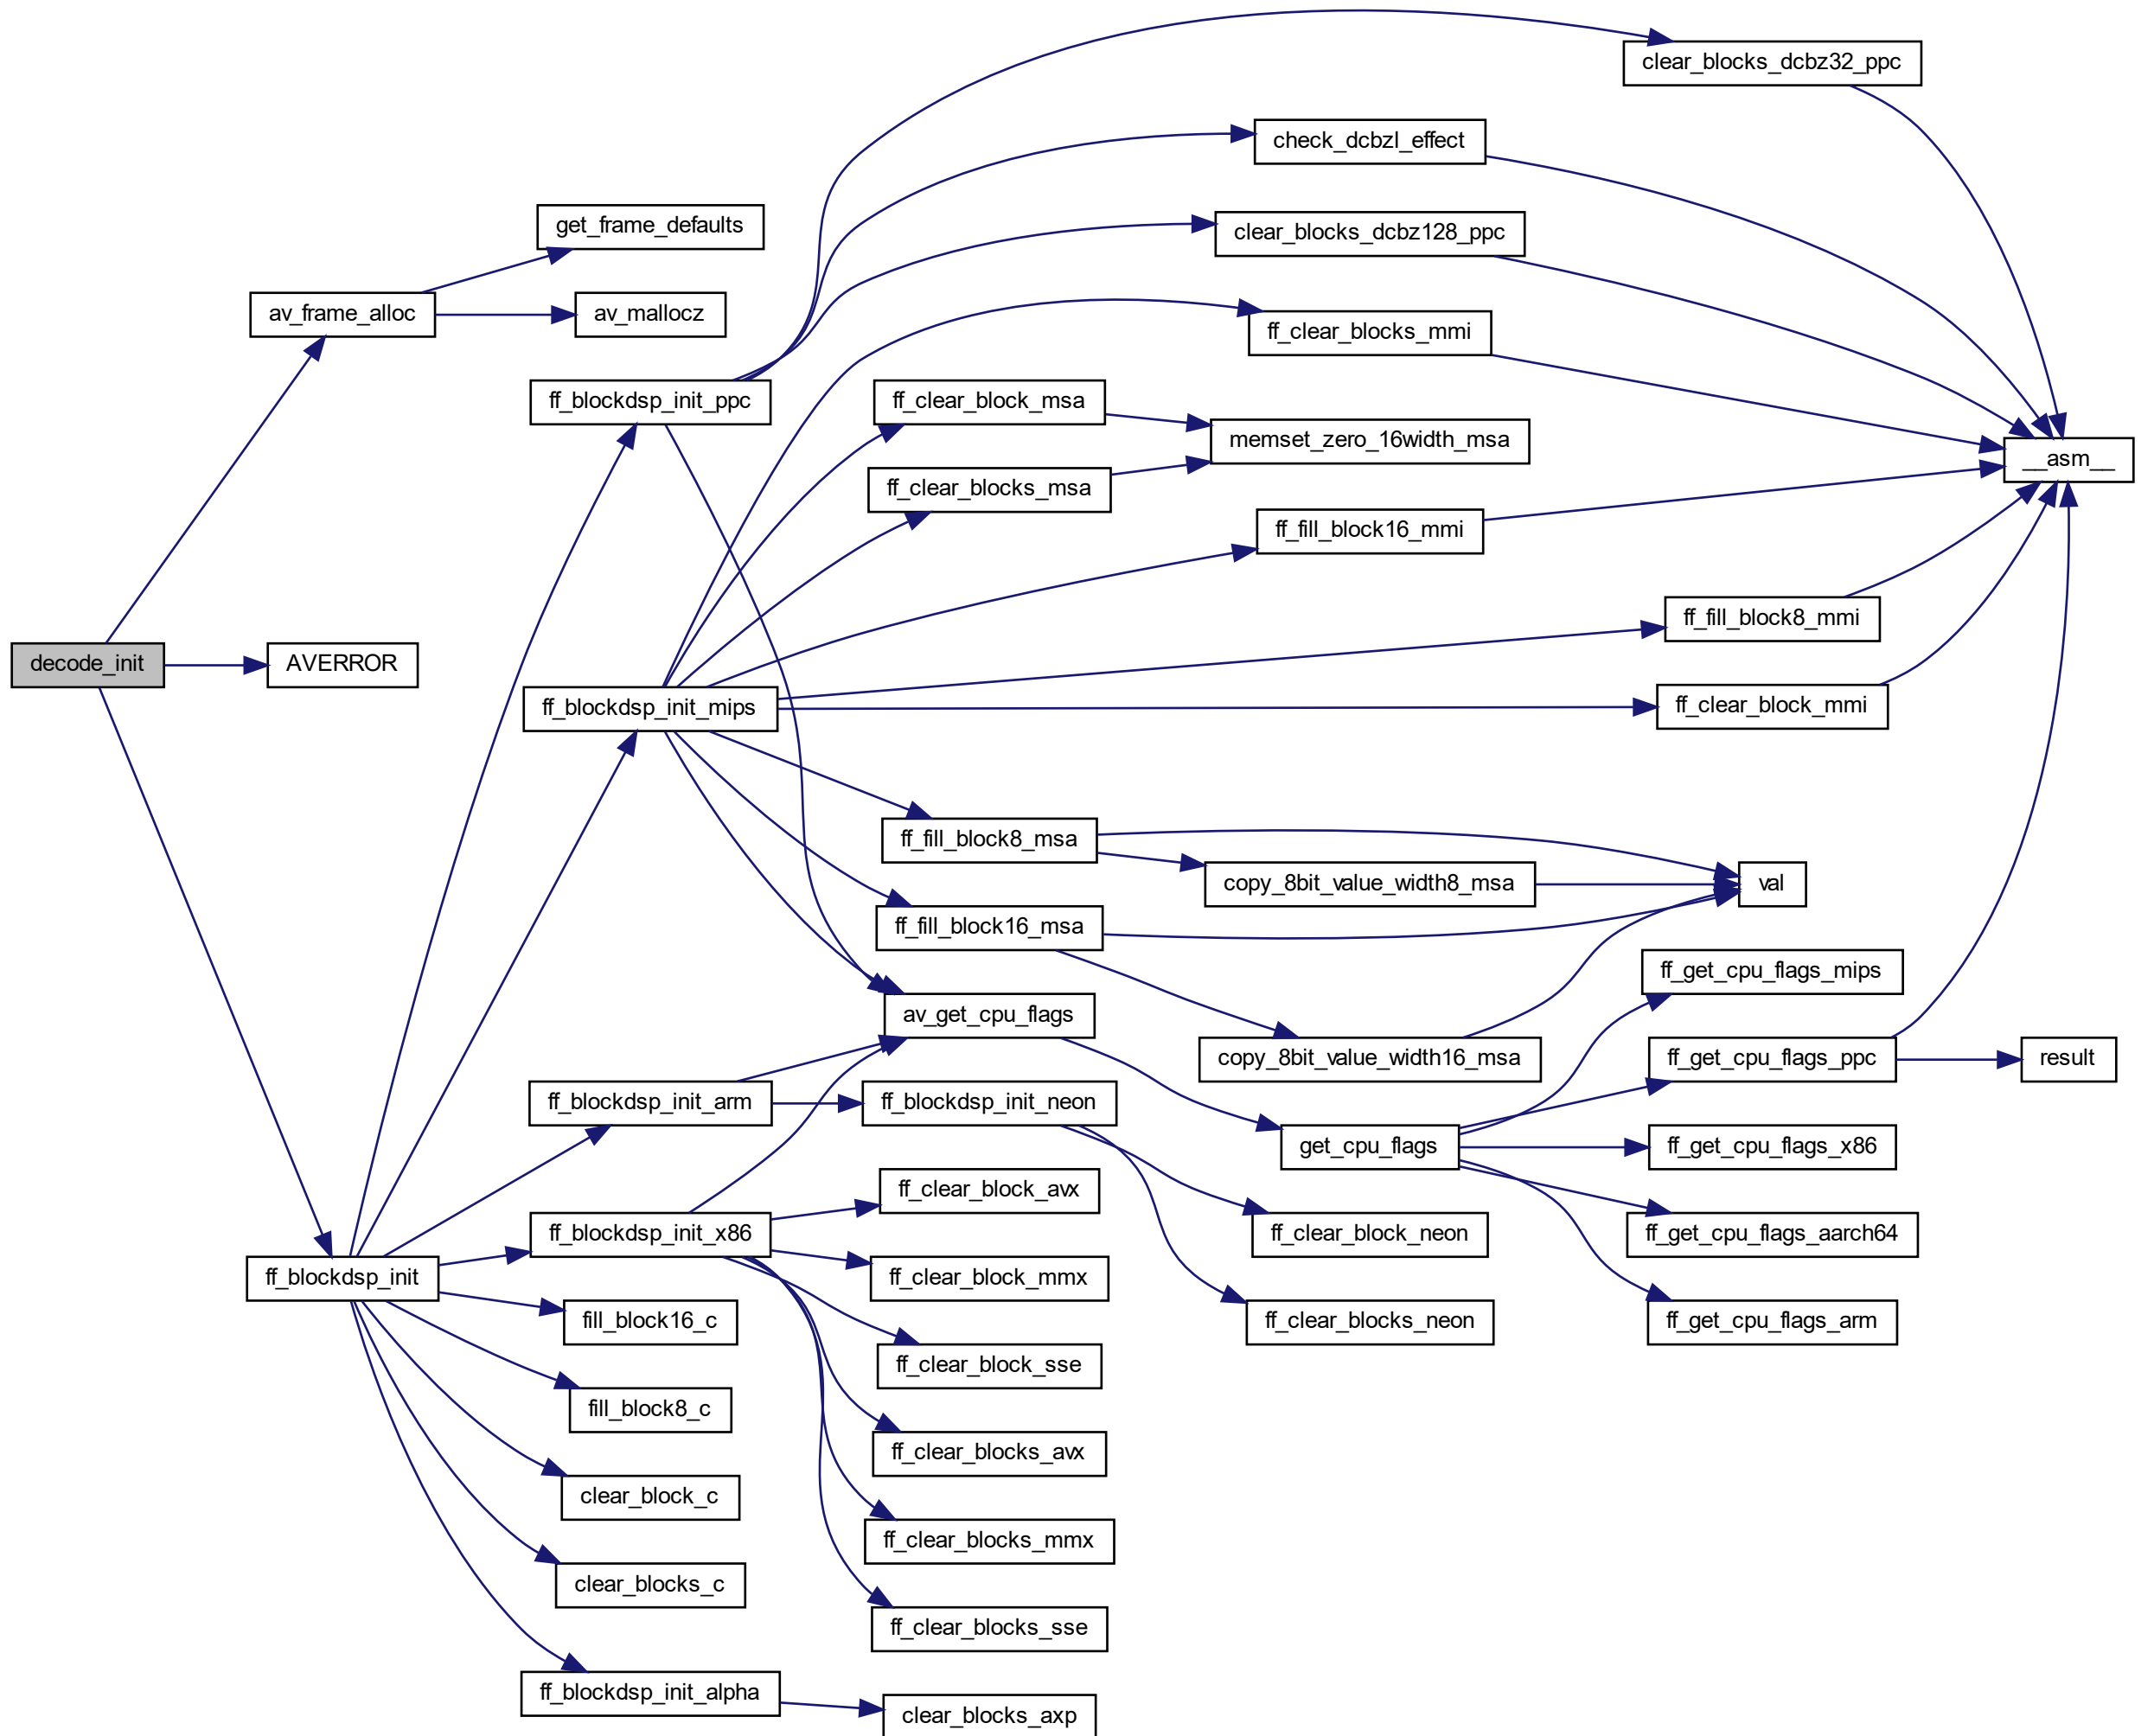 clear_blocks_dcbz32_ppc
check_dcbzl_effect
get_frame_defaults
clear_blocks_dcbz128_ppc
av_frame_alloc
av_mallocz
ff_clear_blocks_mmi
ff_blockdsp_init_ppc
ff_clear_block_msa
memset_zero_16width_msa
__asm__
ff_clear_blocks_msa
ff_fill_block16_mmi
ff_fill_block8_mmi
decode_init
AVERROR
ff_blockdsp_init_mips
ff_clear_block_mmi
ff_fill_block8_msa
copy_8bit_value_width8_msa
val
ff_fill_block16_msa
ff_get_cpu_flags_mips
av_get_cpu_flags
copy_8bit_value_width16_msa
ff_get_cpu_flags_ppc
result
ff_blockdsp_init_arm
ff_blockdsp_init_neon
get_cpu_flags
ff_get_cpu_flags_x86
ff_clear_block_avx
ff_blockdsp_init_x86
ff_clear_block_neon
ff_get_cpu_flags_aarch64
ff_blockdsp_init
ff_clear_block_mmx
fill_block16_c
ff_clear_blocks_neon
ff_get_cpu_flags_arm
ff_clear_block_sse
fill_block8_c
ff_clear_blocks_avx
clear_block_c
ff_clear_blocks_mmx
clear_blocks_c
ff_clear_blocks_sse
ff_blockdsp_init_alpha
clear_blocks_axp